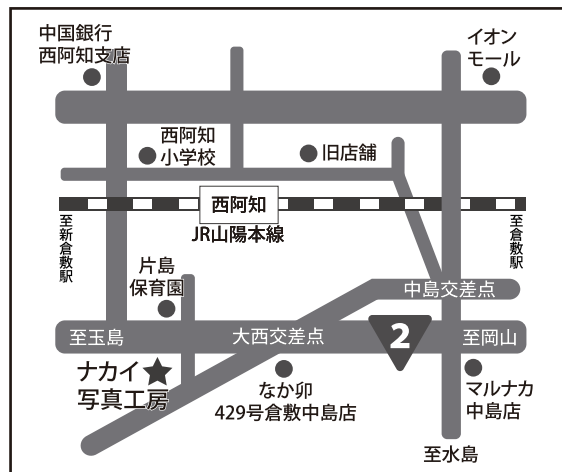 中国銀行
西阿知支店
イオン
モール
西阿知
小学校
旧店舗
西阿知
JR山陽本線
至新倉敷駅
至倉敷駅
片島
保育園
中島交差点
至玉島
大西交差点
2
至岡山
ナカイ
写真工房
なか卯
429号倉敷中島店
マルナカ
中島店
至水島